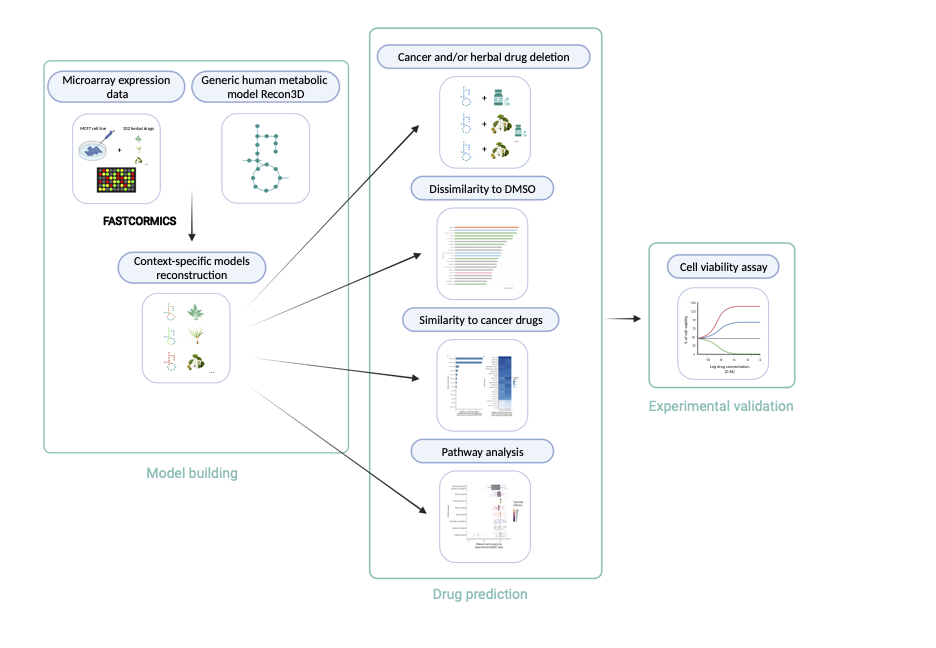 Microarray expression
data
Generic human metabolic
model Recon3D
MCF7 cell line
102 herbal drugs
+
...
FASTCORMICS
Context-specific models
reconstruction
...
Model building
Cancer and/or herbal drug deletion
+
+
...
+
Dissimilarity to DMSO
Similarity to cancer drugs
Pathway analysis
Drug prediction
Cell viability assay
% of cell viability
Log drug concentration
(C/M)
Experimental validation